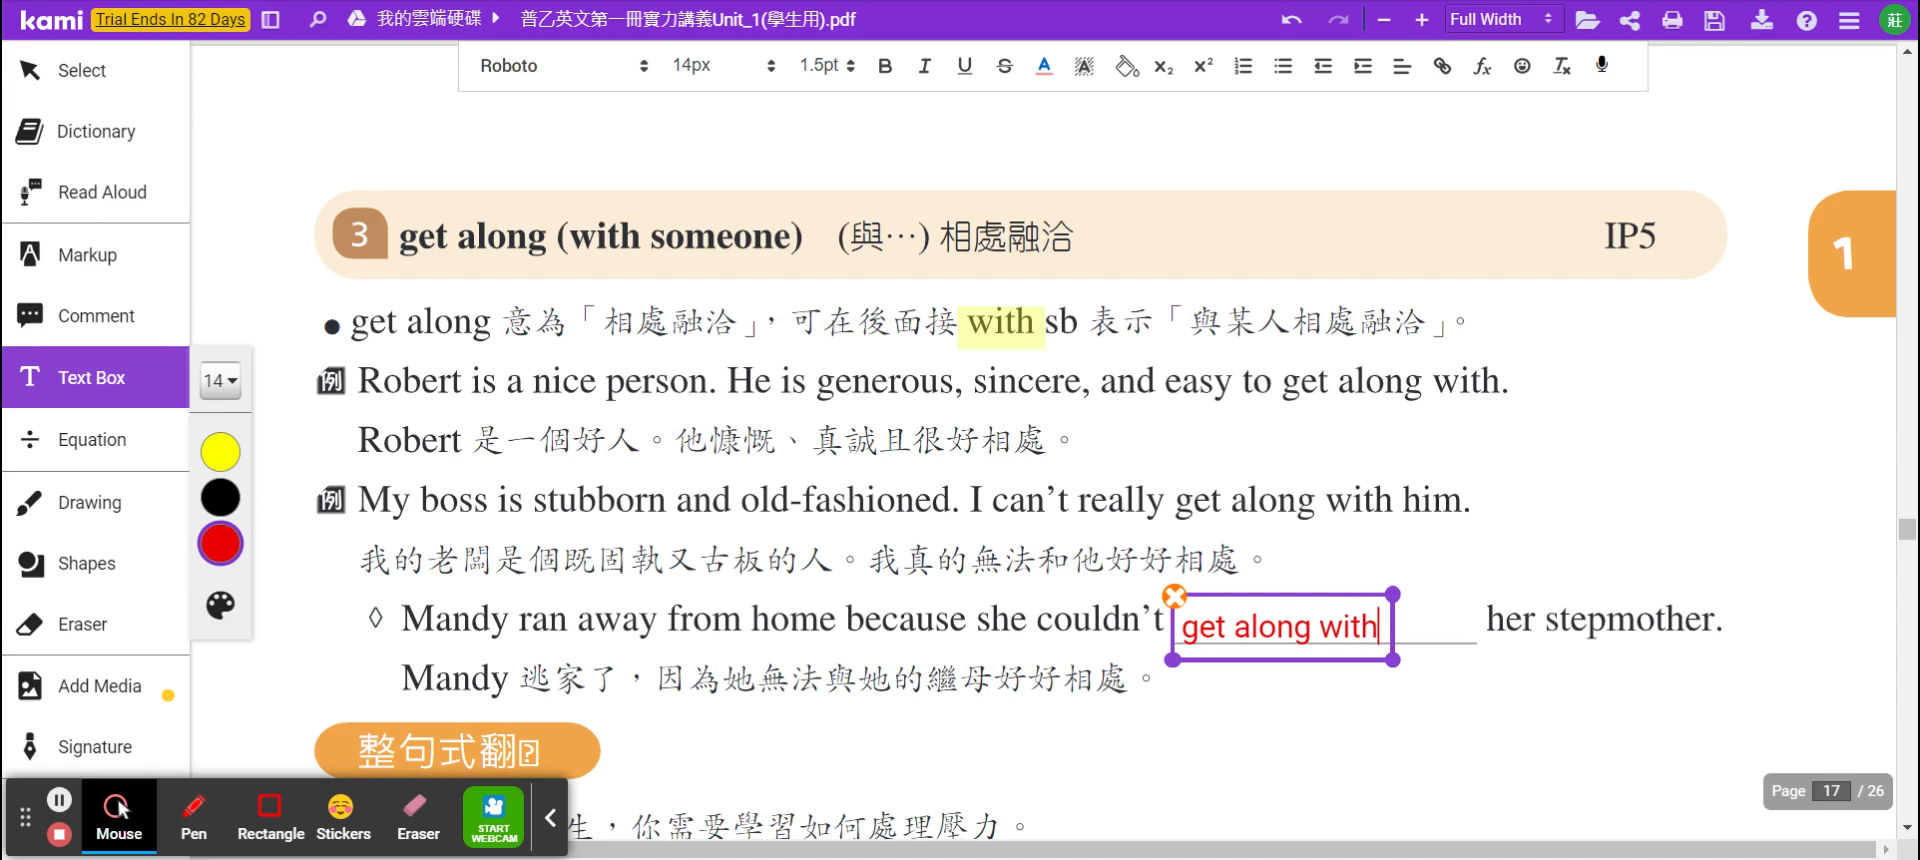 kami Trial Ends In 82 Days 我的雲端硬碟 普乙英文第一冊實力講義Unit_1(學生用).pdf Full Width 莊
Roboto 14px 1.5pt B I U S A A x₂ x² fx Tx
Select
Dictionary
Read Aloud
Markup
Comment
T Text Box
14
Equation
Drawing
Shapes
Eraser
Add Media
Signature
3 get along (with someone) (與…) 相處融洽 IP5
1
● get along 意為「相處融洽」，可在後面接 with sb 表示「與某人相處融洽」。
例 Robert is a nice person. He is generous, sincere, and easy to get along with.
Robert 是一個好人。他慷慨、真誠且很好相處。
例 My boss is stubborn and old-fashioned. I can’t really get along with him.
我的老闆是個既固執又古板的人。我真的無法和他好好相處。
◊ Mandy ran away from home because she couldn’t get along with her stepmother.
Mandy 逃家了，因為她無法與她的繼母好好相處。
整句式翻
生，你需要學習如何處理壓力。
Page 17 / 26
Mouse Pen Rectangle Stickers Eraser START WEBCAM